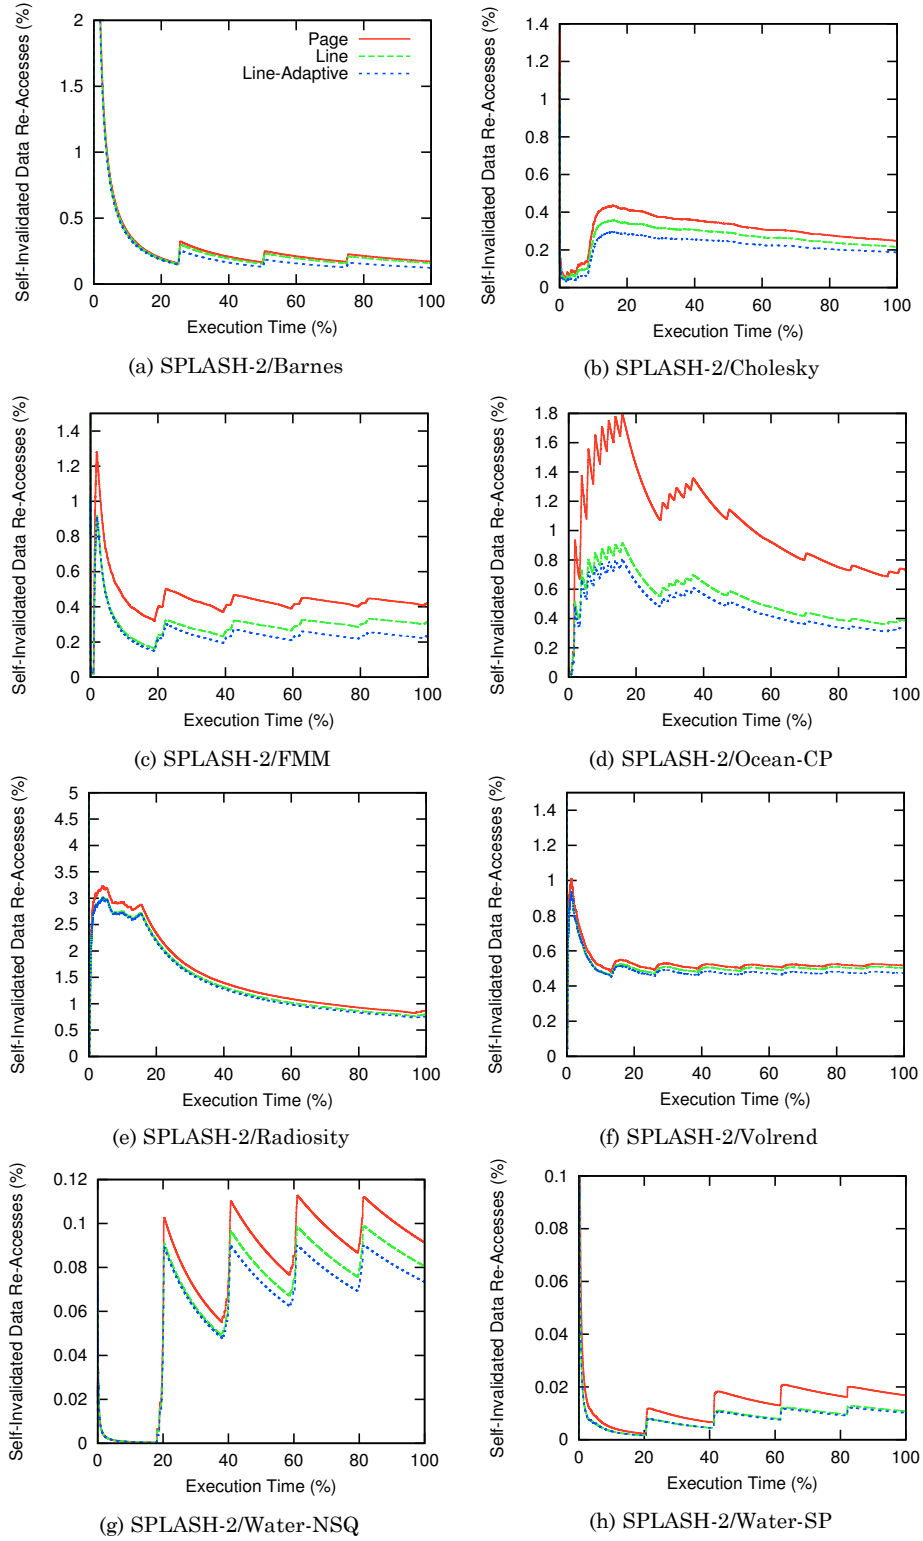 Self-Invalidated Data Re-Accesses (%)
2
1.5
1
0.5
0
Page
Line
Line-Adaptive
0 20 40 60 80 100
Execution Time (%)
(a) SPLASH-2/Barnes
Self-Invalidated Data Re-Accesses (%)
1.4
1.2
1
0.8
0.6
0.4
0.2
0
0 20 40 60 80 100
Execution Time (%)
(b) SPLASH-2/Cholesky
Self-Invalidated Data Re-Accesses (%)
1.4
1.2
1
0.8
0.6
0.4
0.2
0
0 20 40 60 80 100
Execution Time (%)
(c) SPLASH-2/FMM
Self-Invalidated Data Re-Accesses (%)
1.8
1.6
1.4
1.2
1
0.8
0.6
0.4
0.2
0
0 20 40 60 80 100
Execution Time (%)
(d) SPLASH-2/Ocean-CP
Self-Invalidated Data Re-Accesses (%)
5
4.5
4
3.5
3
2.5
2
1.5
1
0.5
0
0 20 40 60 80 100
Execution Time (%)
(e) SPLASH-2/Radiosity
Self-Invalidated Data Re-Accesses (%)
1.4
1.2
1
0.8
0.6
0.4
0.2
0
0 20 40 60 80 100
Execution Time (%)
(f) SPLASH-2/Volrend
Self-Invalidated Data Re-Accesses (%)
0.12
0.1
0.08
0.06
0.04
0.02
0
0 20 40 60 80 100
Execution Time (%)
(g) SPLASH-2/Water-NSQ
Self-Invalidated Data Re-Accesses (%)
0.1
0.08
0.06
0.04
0.02
0
0 20 40 60 80 100
Execution Time (%)
(h) SPLASH-2/Water-SP